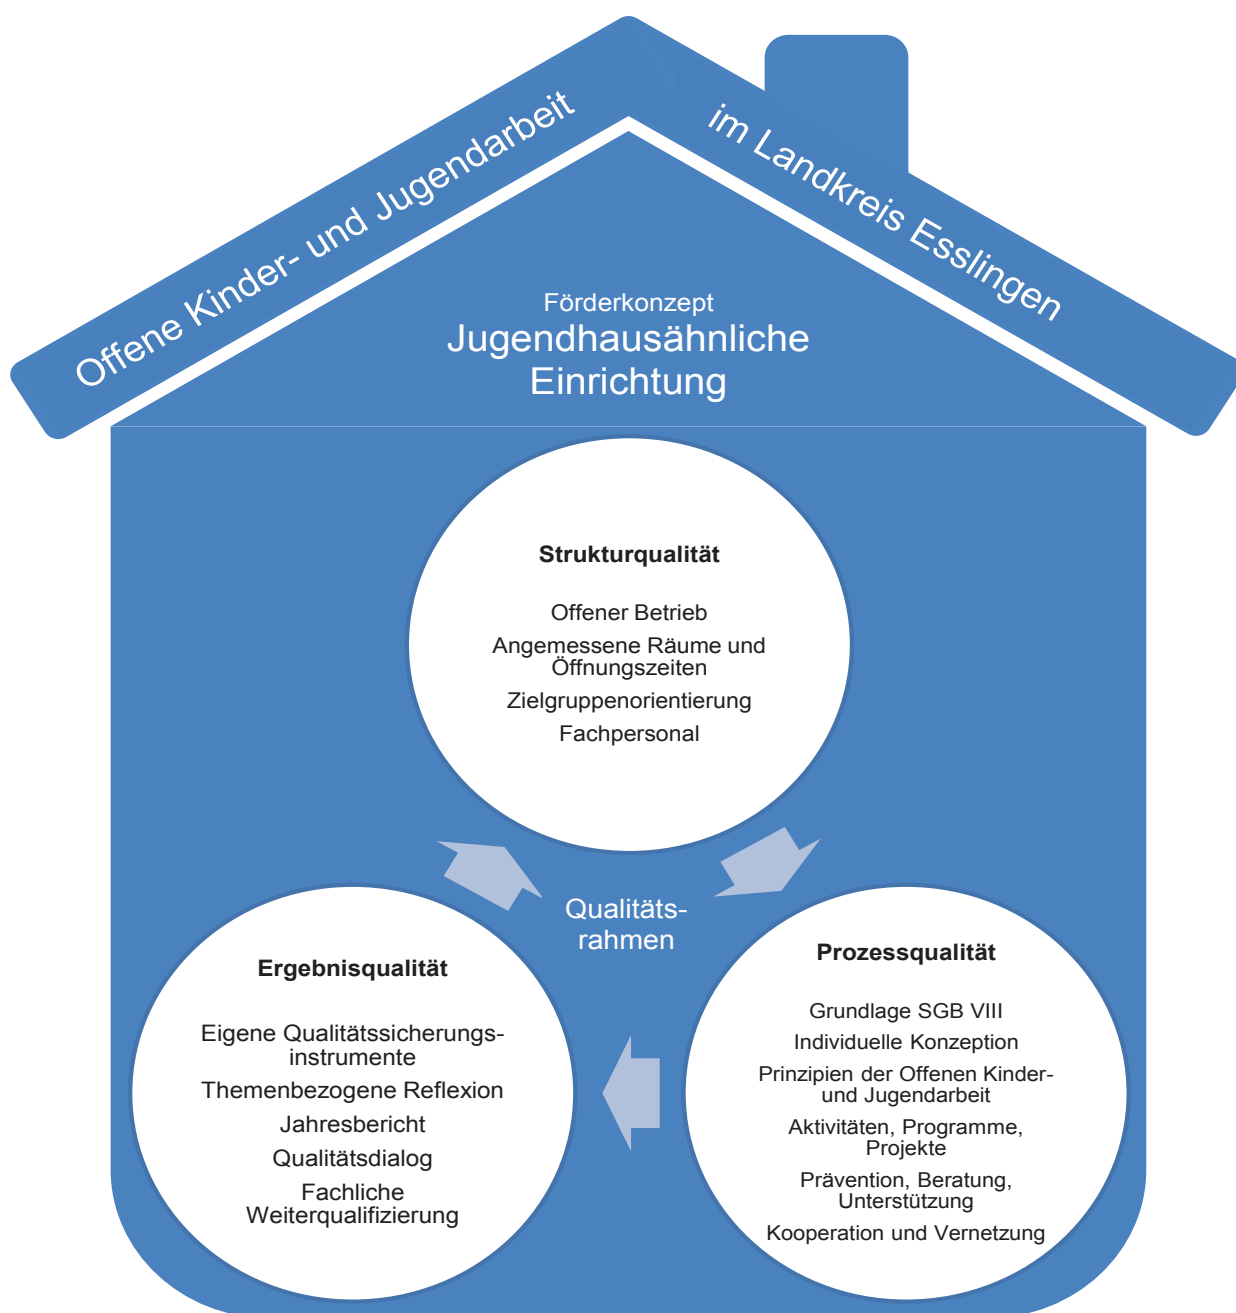 Offene Kinder- und Jugendarbeit
im Landkreis Esslingen
Förderkonzept
Jugendhausähnliche
Einrichtung
Strukturqualität
Offener Betrieb
Angemessene Räume und
Öffnungszeiten
Zielgruppenorientierung
Fachpersonal
Qualitäts-
rahmen
Prozessqualität
Grundlage SGB VIII
Individuelle Konzeption
Prinzipien der Offenen Kinder-
und Jugendarbeit
Aktivitäten, Programme,
Projekte
Prävention, Beratung,
Unterstützung
Kooperation und Vernetzung
Ergebnisqualität
Eigene Qualitätssicherungs-
instrumente
Themenbezogene Reflexion
Jahresbericht
Qualitätsdialog
Fachliche
Weiterqualifizierung